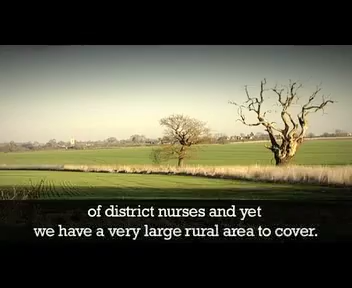 of district nurses and yet
we have a very large rural area to cover.